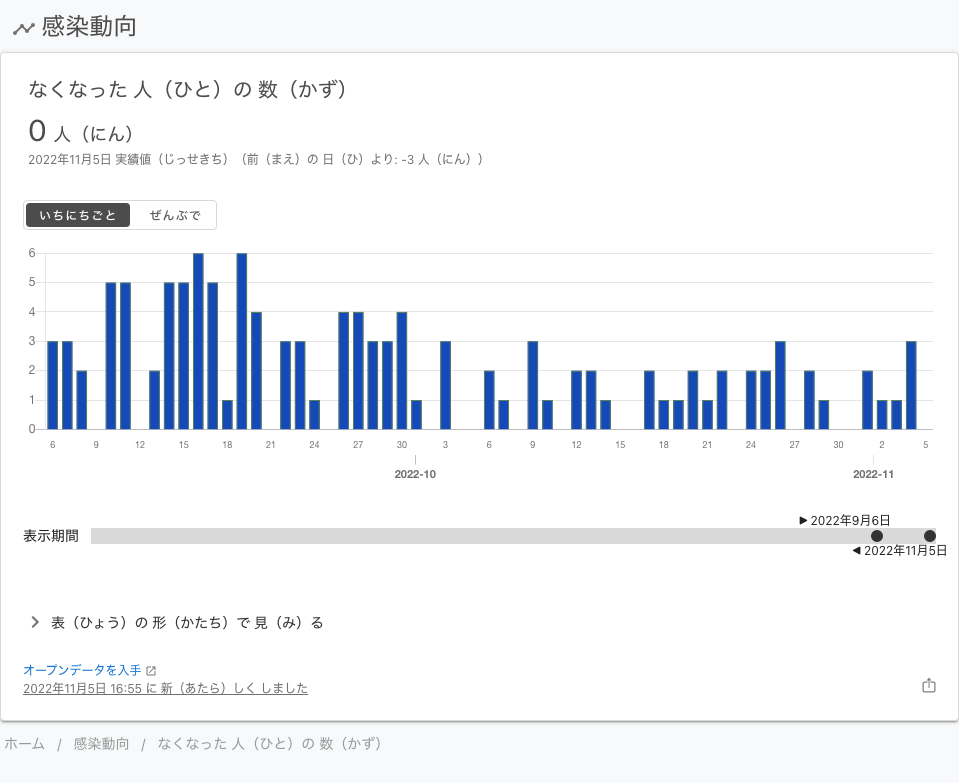 感染動向
なくなった 人（ひと）の 数（かず）
0 人（にん）
2022年11月5日 実績値（じっせきち）（前（まえ）の 日（ひ）より: -3 人（にん））
いちにちごと ぜんぶで
6
5
4
3
2
1
0
6 9 12 15 18 21 24 27 30 3 6 9 12 15 18 21 24 27 30 2 5
2022-10 2022-11
▶ 2022年9月6日
表示期間
◀ 2022年11月5日
表（ひょう）の 形（かたち）で 見（み）る
オープンデータを入手
2022年11月5日 16:55 に 新（あたら）しく しました
ホーム / 感染動向 / なくなった 人（ひと）の 数（かず）